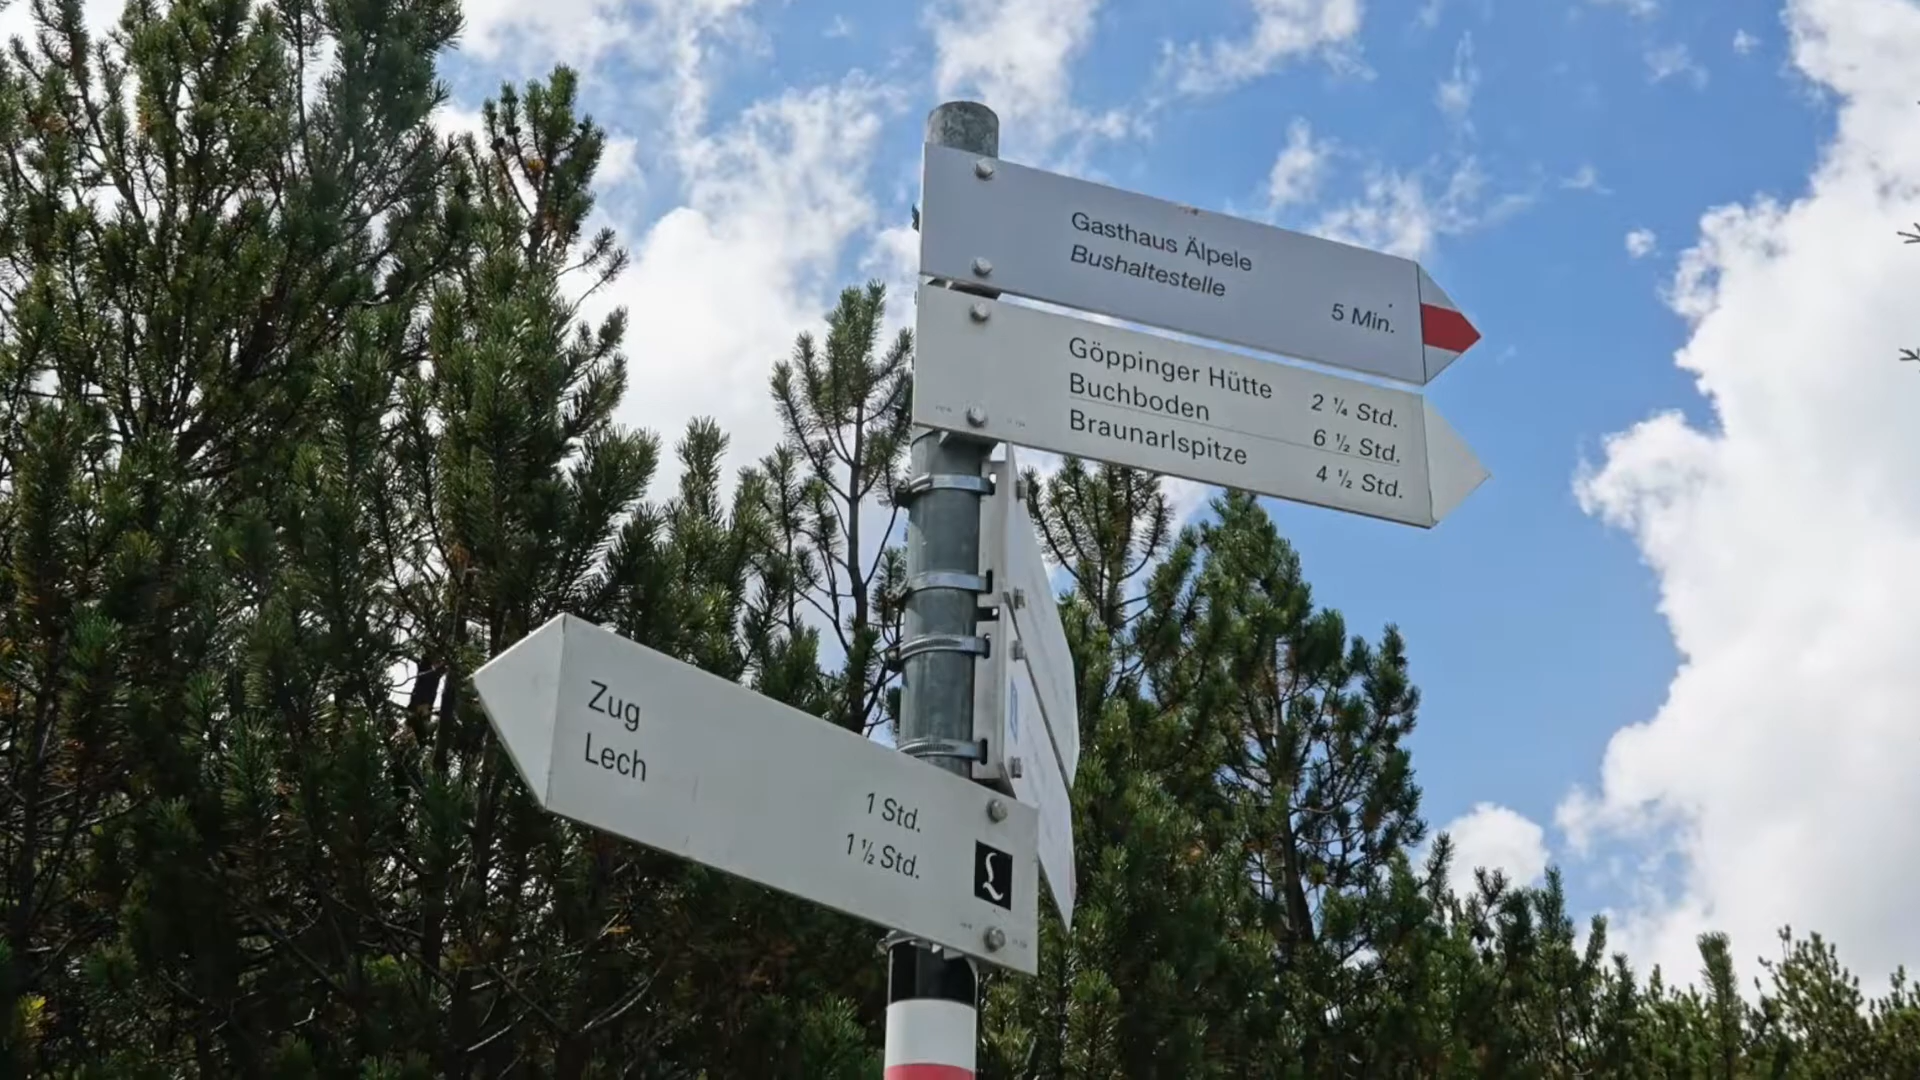 Gasthaus Älpele
Bushaltestelle 5 Min.
Göppinger Hütte 2 ¼ Std.
Buchboden 6 ½ Std.
Braunarlspitze 4 ½ Std.
Zug 1 Std.
Lech 1 ½ Std.
L